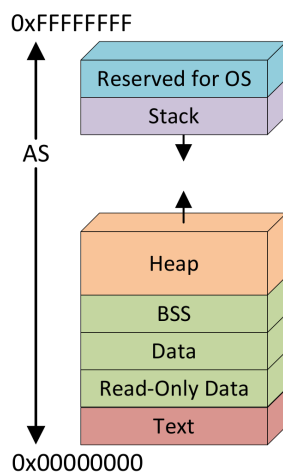 0xFFFFFFFF
Reserved for OS
Stack
AS
Heap
BSS
Data
Read-Only Data
Text
0x00000000